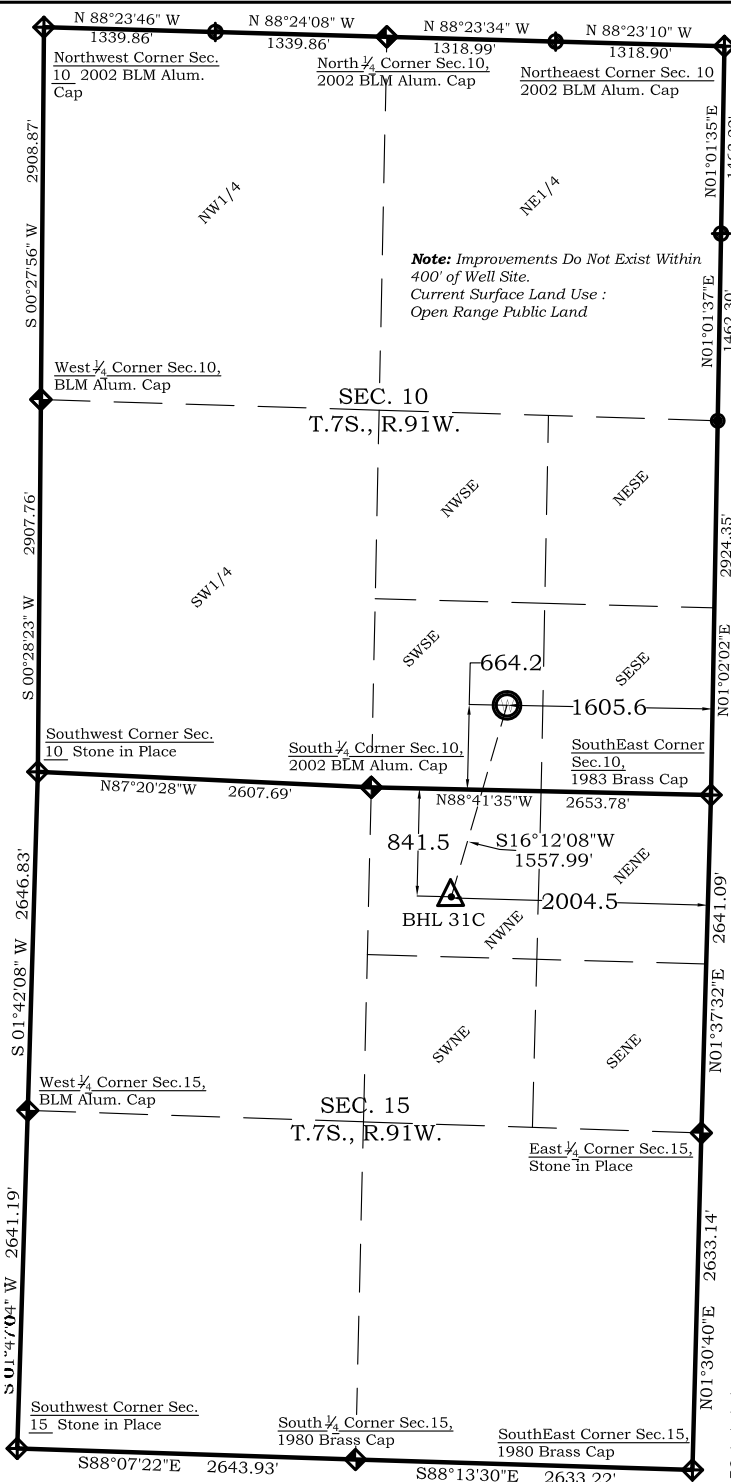 N 88°23'46" W
1339.86'
N 88°24'08" W
1339.86'
N 88°23'34" W
1318.99'
N 88°23'10" W
1318.90'
Northwest Corner Sec.
10 2002 BLM Alum.
Cap
North 1/4 Corner Sec.10,
2002 BLM Alum. Cap
Northeaest Corner Sec. 10
2002 BLM Alum. Cap
2908.87'
S 00°27'56" W
N01°01'35"E
NW1/4
NE1/4
Note: Improvements Do Not Exist Within
400' of Well Site.
Current Surface Land Use :
Open Range Public Land
N01°01'37"E
1462.30'
West 1/4 Corner Sec.10,
BLM Alum. Cap
SEC. 10
T.7S., R.91W.
NWSE
NESE
2907.76'
S 00°28'23" W
2924.35'
N01°02'02"E
SW1/4
SWSE
SESE
664.2
1605.6
Southwest Corner Sec.
10 Stone in Place
South 1/4 Corner Sec.10,
2002 BLM Alum. Cap
SouthEast Corner
Sec.10,
1983 Brass Cap
N87°20'28"W 2607.69'
N88°41'35"W 2653.78'
841.5
S16°12'08"W
1557.99'
NENE
2004.5
BHL 31C
NWNE
2646.83'
S 01°42'08" W
2641.09'
N01°37'32"E
SWNE
SENE
West 1/4 Corner Sec.15,
BLM Alum. Cap
SEC. 15
T.7S., R.91W.
East 1/4 Corner Sec.15,
Stone in Place
2641.19'
S 01°47'04" W
2633.14'
N01°30'40"E
Southwest Corner Sec.
15 Stone in Place
South 1/4 Corner Sec.15,
1980 Brass Cap
SouthEast Corner Sec.15,
1980 Brass Cap
S88°07'22"E 2643.93'
S88°13'30"E 2633.22'